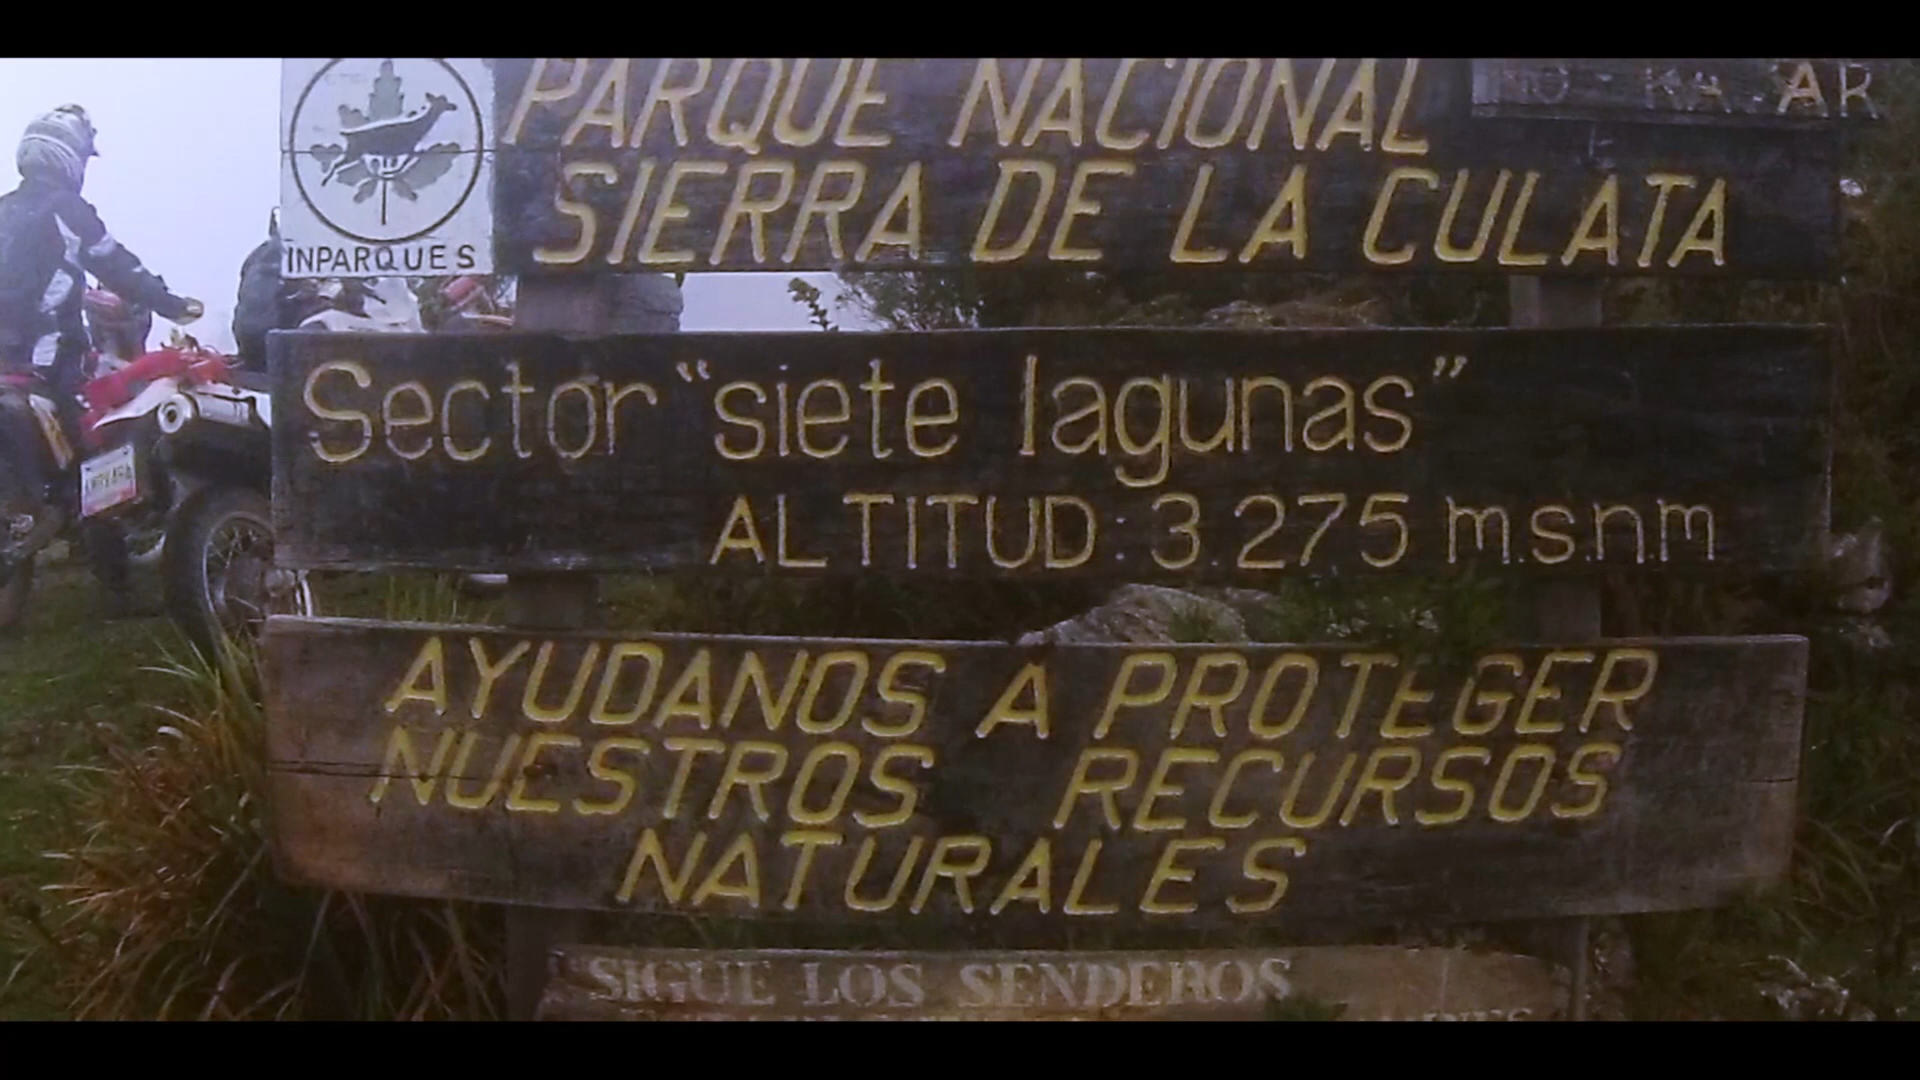 PARQUE NACIONAL
SIERRA DE LA CULATA
INPARQUES
Sector "siete lagunas"
ALTITUD: 3.275 m.s.n.m
AYUDANOS A PROTEGER
NUESTROS RECURSOS
NATURALES
SIGUE LOS SENDEROS